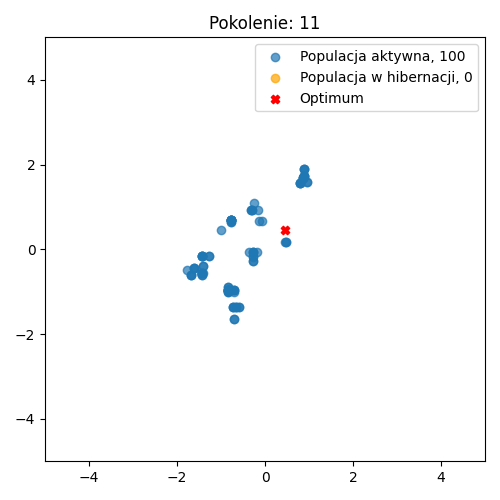 Pokolenie: 11
Populacja aktywna, 100
Populacja w hibernacji, 0
Optimum
4
2
0
−2
−4
−4
−2
0
2
4